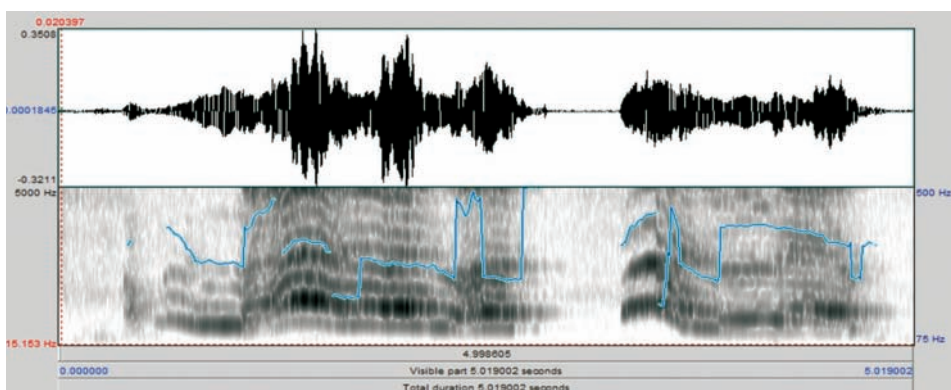 0.020397
0.3508
0.0001845
-0.3211
5000 Hz
500 Hz
15.153 Hz
75 Hz
4.998605
0.000000
Visible part 5.019002 seconds
5.019002
Total duration 5.019002 seconds